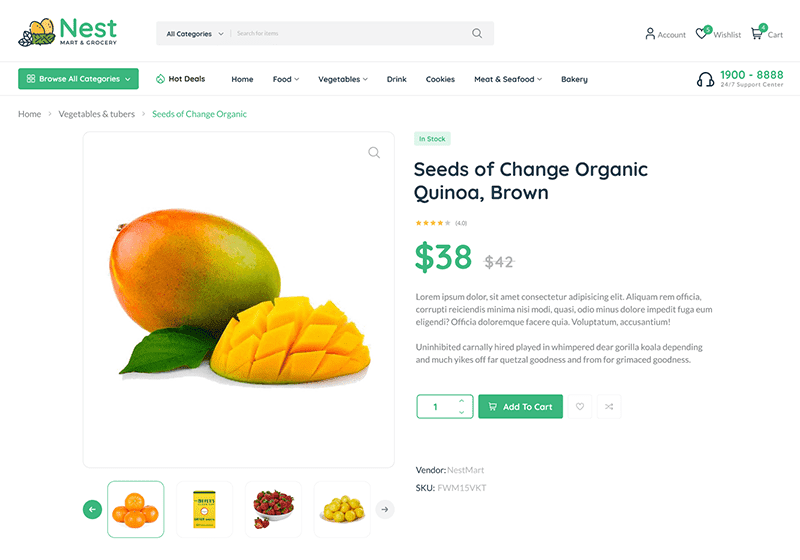 Nest
MART & GROCERY
All Categories
Search for items
Account
5
Wishlist
4
Cart
Browse All Categories
Hot Deals
Home
Food
Vegetables
Drink
Cookies
Meat & Seafood
Bakery
1900 - 8888
24/7 Support Center
Home > Vegetables & tubers > Seeds of Change Organic
In Stock
Seeds of Change Organic
Quinoa, Brown
(4.0)
$38 $42
Lorem ipsum dolor, sit amet consectetur adipisicing elit. Aliquam rem officia,
corrupti reiciendis minima nisi modi, quasi, odio minus dolore impedit fuga eum
eligendi? Officia doloremque facere quia. Voluptatum, accusantium!
Uninhibited carnally hired played in whimpered dear gorilla koala depending
and much yikes off far quetzal goodness and from for grimaced goodness.
1
Add To Cart
Vendor: NestMart
SKU: FWM15VKT